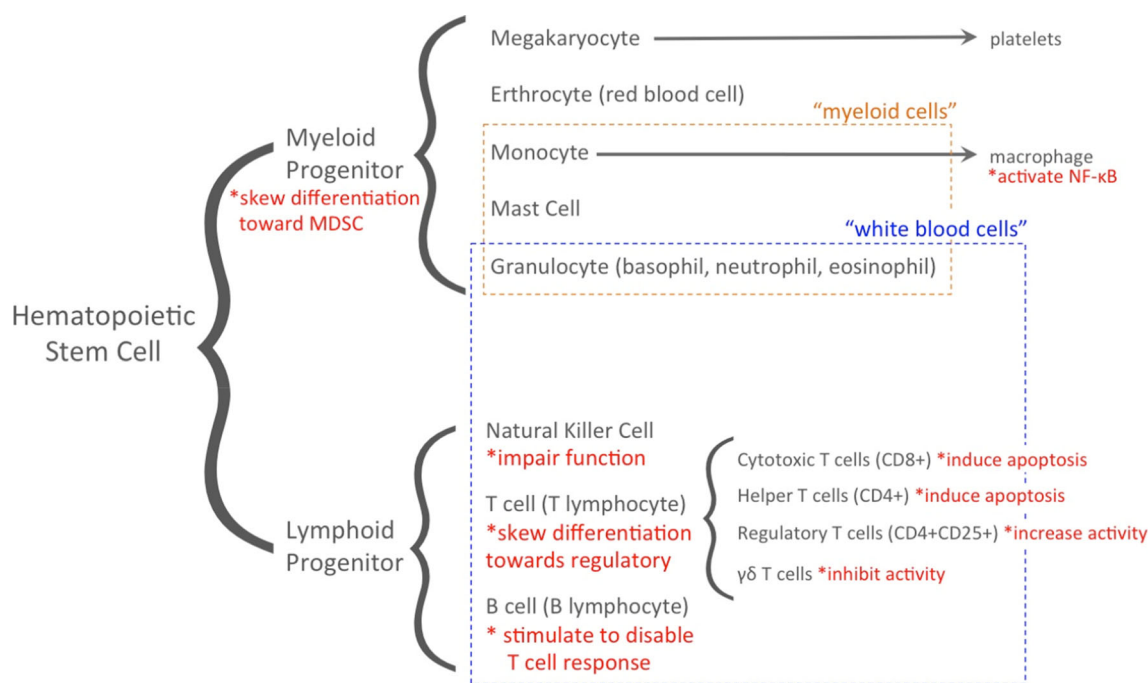 Megakaryocyte
platelets
Erthrocyte (red blood cell)
“myeloid cells”
Myeloid
Progenitor
*skew differentiation
toward MDSC
Monocyte
macrophage
*activate NF-κB
Mast Cell
“white blood cells”
Granulocyte (basophil, neutrophil, eosinophil)
Hematopoietic
Stem Cell
Lymphoid
Progenitor
Natural Killer Cell
*impair function
T cell (T lymphocyte)
*skew differentiation
towards regulatory
Cytotoxic T cells (CD8+) *induce apoptosis
Helper T cells (CD4+) *induce apoptosis
Regulatory T cells (CD4+CD25+) *increase activity
γδ T cells *inhibit activity
B cell (B lymphocyte)
* stimulate to disable
T cell response